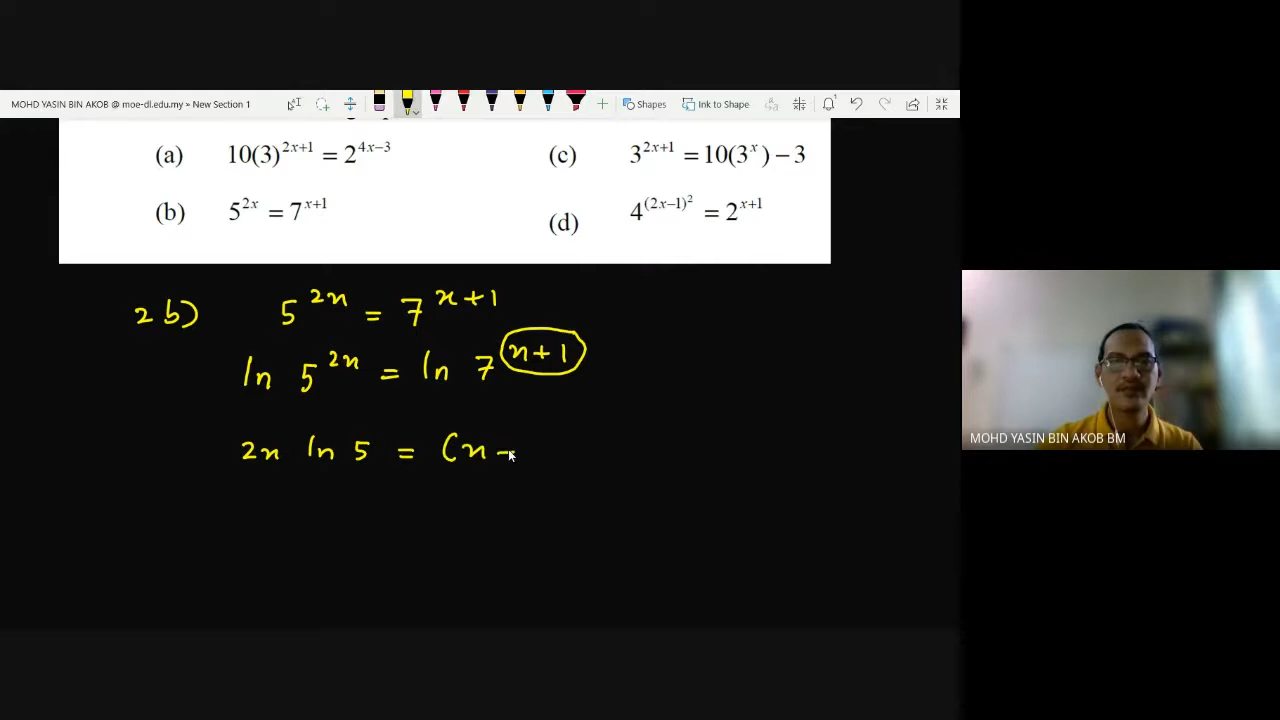 MOHD YASIN BIN AKOB @ moe-dl.edu.my » New Section 1
Shapes
Ink to Shape
(a) 10(3)^{2x+1} = 2^{4x−3}
(c) 3^{2x+1} = 10(3^x) − 3
(b) 5^{2x} = 7^{x+1}
(d) 4^{(2x−1)^2} = 2^{x+1}
2b) 5^{2x} = 7^{x+1}
ln 5^{2x} = ln 7^{x+1}
2x ln 5 = (x −
MOHD YASIN BIN AKOB BM